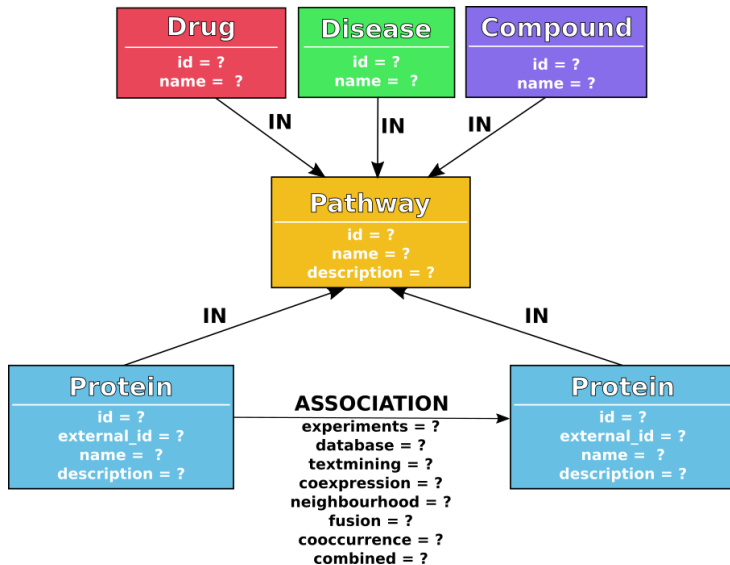 Drug
id = ?
name = ?
Disease
id = ?
name = ?
Compound
id = ?
name = ?
IN
IN
IN
Pathway
id = ?
name = ?
description = ?
IN
IN
Protein
id = ?
external_id = ?
name = ?
description = ?
ASSOCIATION
experiments = ?
database = ?
textmining = ?
coexpression = ?
neighbourhood = ?
fusion = ?
cooccurrence = ?
combined = ?
Protein
id = ?
external_id = ?
name = ?
description = ?